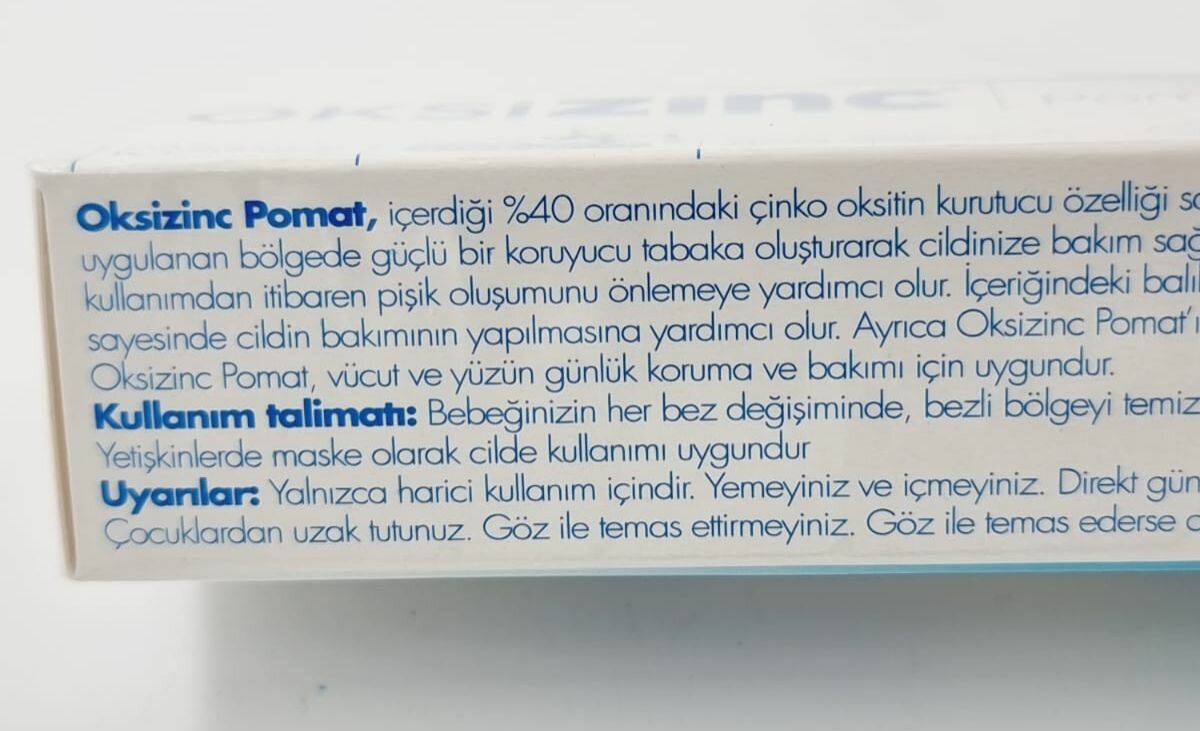 oksizinc
Oksizinc Pomat, içerdiği %40 oranındaki çinko oksitin kurutucu özelliği
uygulanan bölgede güçlü bir koruyucu tabaka oluşturarak cildinize bakım
kullanımdan itibaren pişik oluşumunu önlemeye yardımcı olur. İçeriğindeki
sayesinde cildin bakımının yapılmasına yardımcı olur. Ayrıca Oksizinc Pomat'
Oksizinc Pomat, vücut ve yüzün günlük koruma ve bakımı için uygundur.
Kullanım talimatı: Bebeğinizin her bez değişiminde, bezli bölgeyi
Yetişkinlerde maske olarak cilde kullanımı uygundur
Uyarılar: Yalnızca harici kullanım içindir. Yemeyiniz ve içmeyiniz. Direkt
Çocuklardan uzak tutunuz. Göz ile temas ettirmeyiniz. Göz ile temas ederse